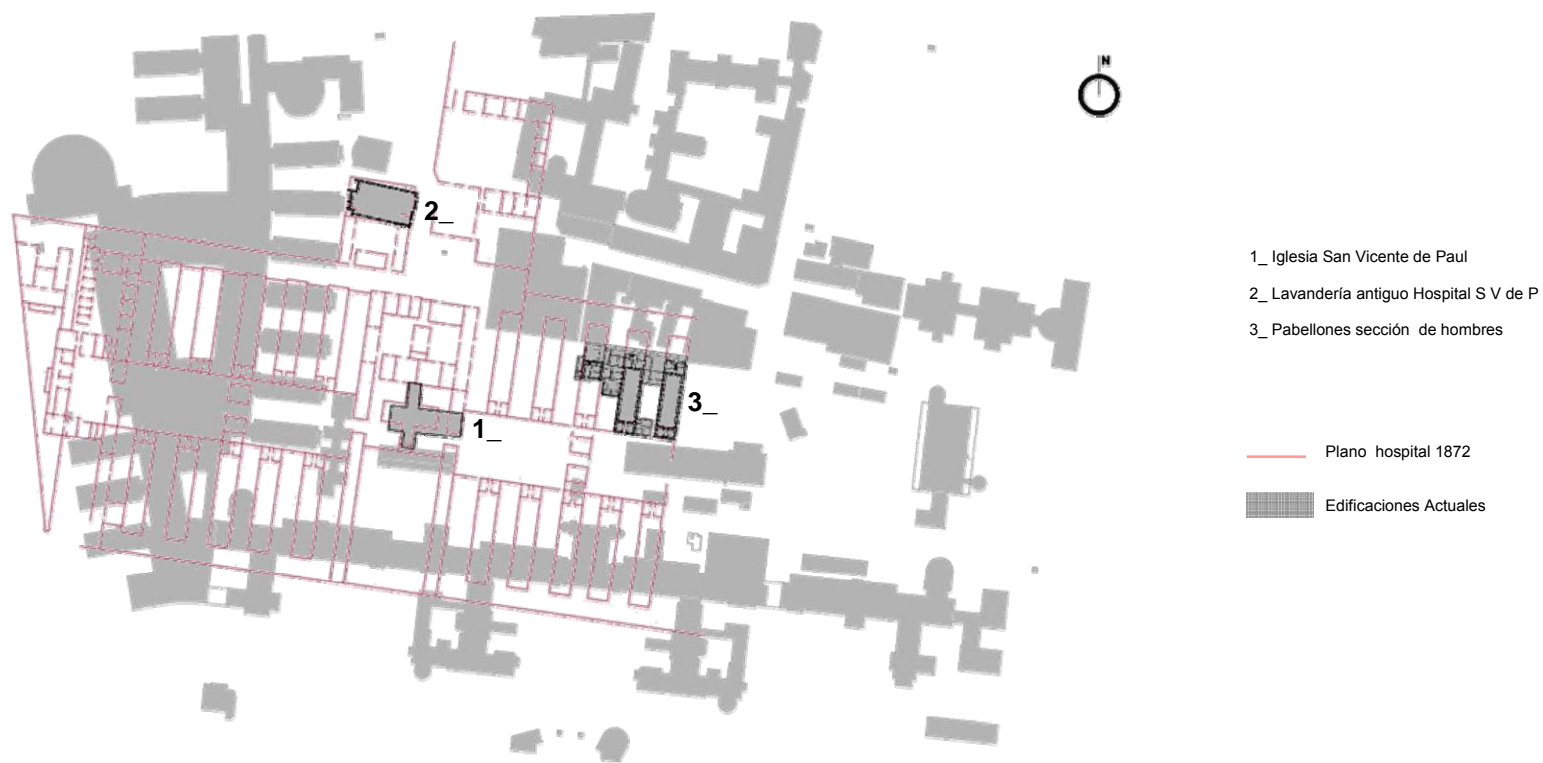 N
2_
3_
1_
1_ Iglesia San Vicente de Paul
2_ Lavandería antiguo Hospital S V de P
3_ Pabellones sección de hombres
Plano hospital 1872
Edificaciones Actuales